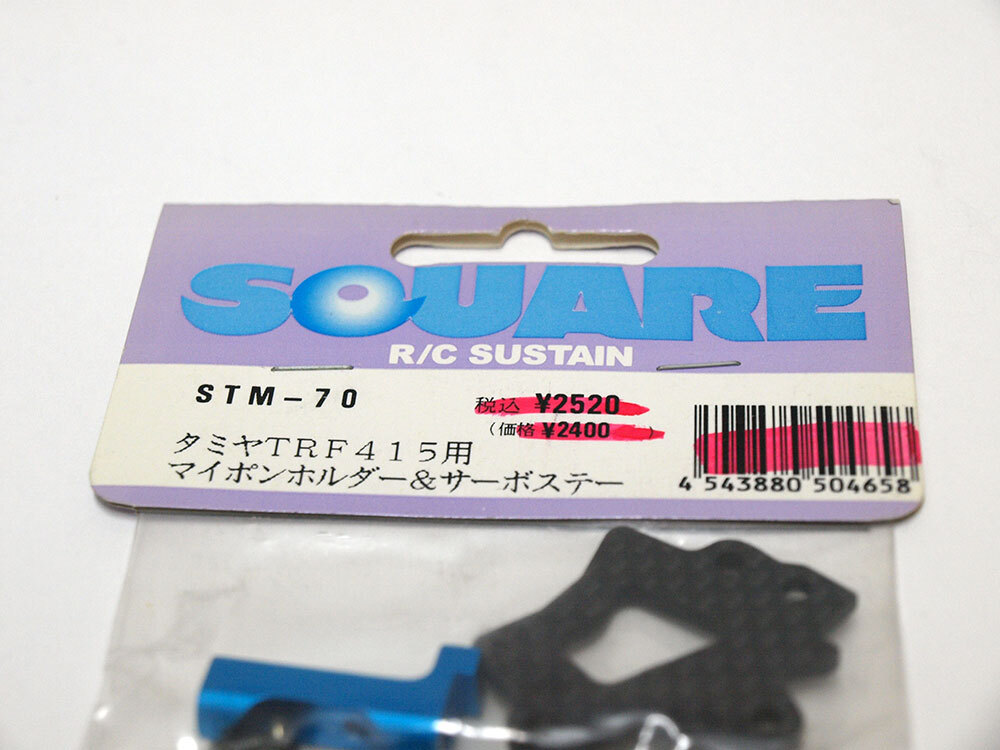 SQUARE
R/C SUSTAIN
STM-70
税込 ¥2520
(価格 ¥2400 )
タミヤTRF415用
マイポンホルダー&サーボステー
4 543880 504658